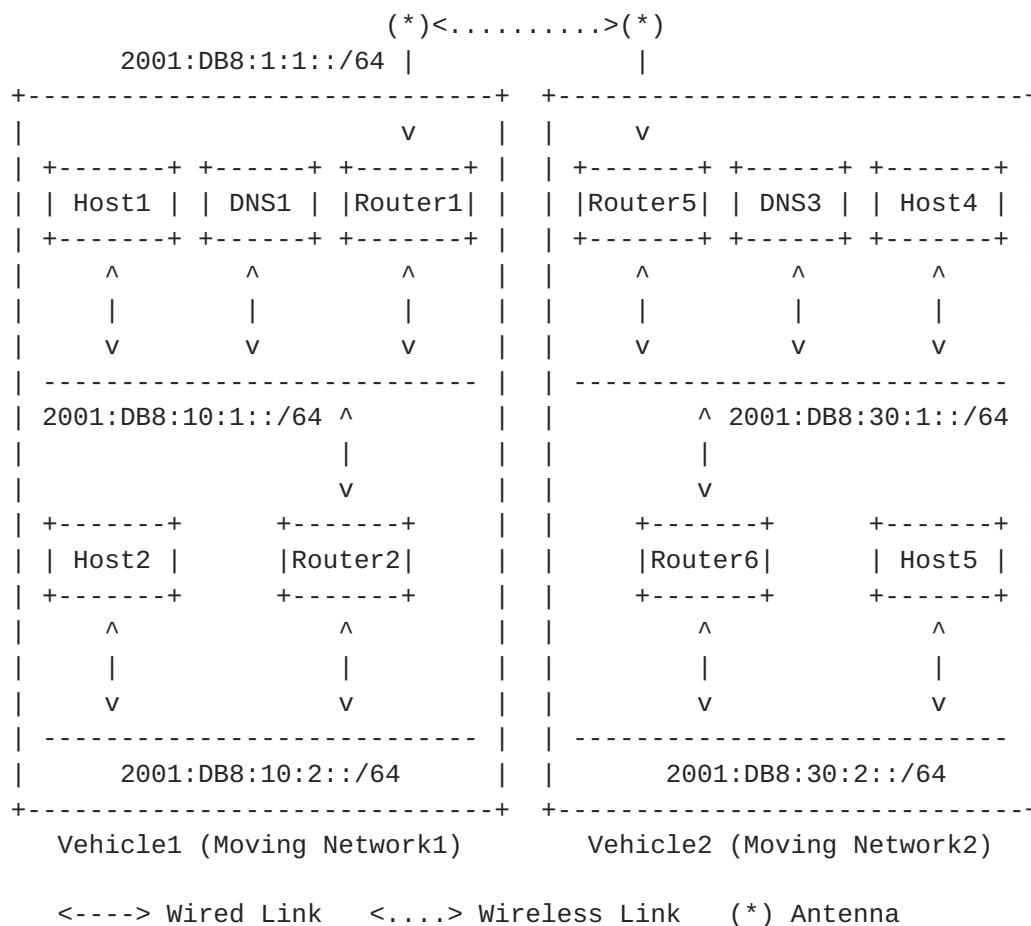 (*)<..........>(*)
2001:DB8:1:1::/64
Host1 DNS1 Router1 Router5 DNS3 Host4
2001:DB8:10:1::/64 2001:DB8:30:1::/64
Host2 Router2 Router6 Host5
2001:DB8:10:2::/64 2001:DB8:30:2::/64
Vehicle1 (Moving Network1) Vehicle2 (Moving Network2)
<----> Wired Link <....> Wireless Link (*) Antenna